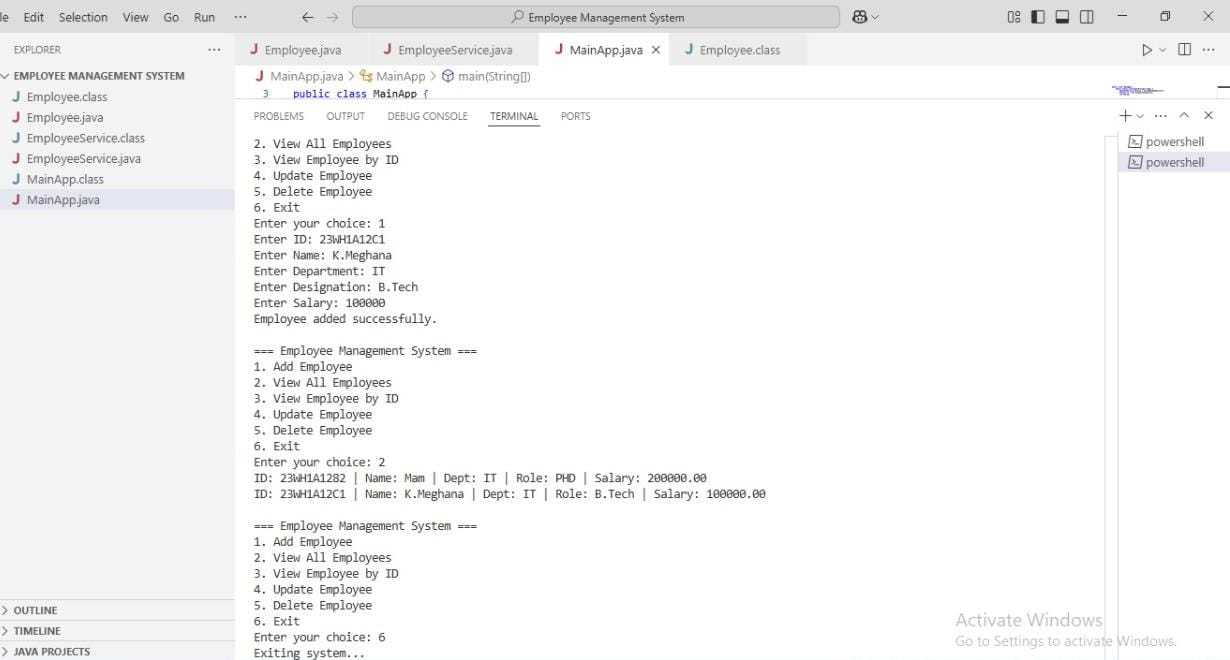 le Edit Selection View Go Run ... Employee Management System
EXPLORER ...
EMPLOYEE MANAGEMENT SYSTEM
J Employee.class
J Employee.java
J EmployeeService.class
J EmployeeService.java
J MainApp.class
J MainApp.java
OUTLINE
TIMELINE
JAVA PROJECTS
J Employee.java J EmployeeService.java J MainApp.java J Employee.class
J MainApp.java > MainApp > main(String[])
3 public class MainApp {
PROBLEMS OUTPUT DEBUG CONSOLE TERMINAL PORTS
2. View All Employees
3. View Employee by ID
4. Update Employee
5. Delete Employee
6. Exit
Enter your choice: 1
Enter ID: 23WH1A12C1
Enter Name: K.Meghana
Enter Department: IT
Enter Designation: B.Tech
Enter Salary: 100000
Employee added successfully.
=== Employee Management System ===
1. Add Employee
2. View All Employees
3. View Employee by ID
4. Update Employee
5. Delete Employee
6. Exit
Enter your choice: 2
ID: 23WH1A1282 | Name: Mam | Dept: IT | Role: PHD | Salary: 200000.00
ID: 23WH1A12C1 | Name: K.Meghana | Dept: IT | Role: B.Tech | Salary: 100000.00
=== Employee Management System ===
1. Add Employee
2. View All Employees
3. View Employee by ID
4. Update Employee
5. Delete Employee
6. Exit
Enter your choice: 6
Exiting system...
powershell
powershell
Activate Windows
Go to Settings to activate Windows.